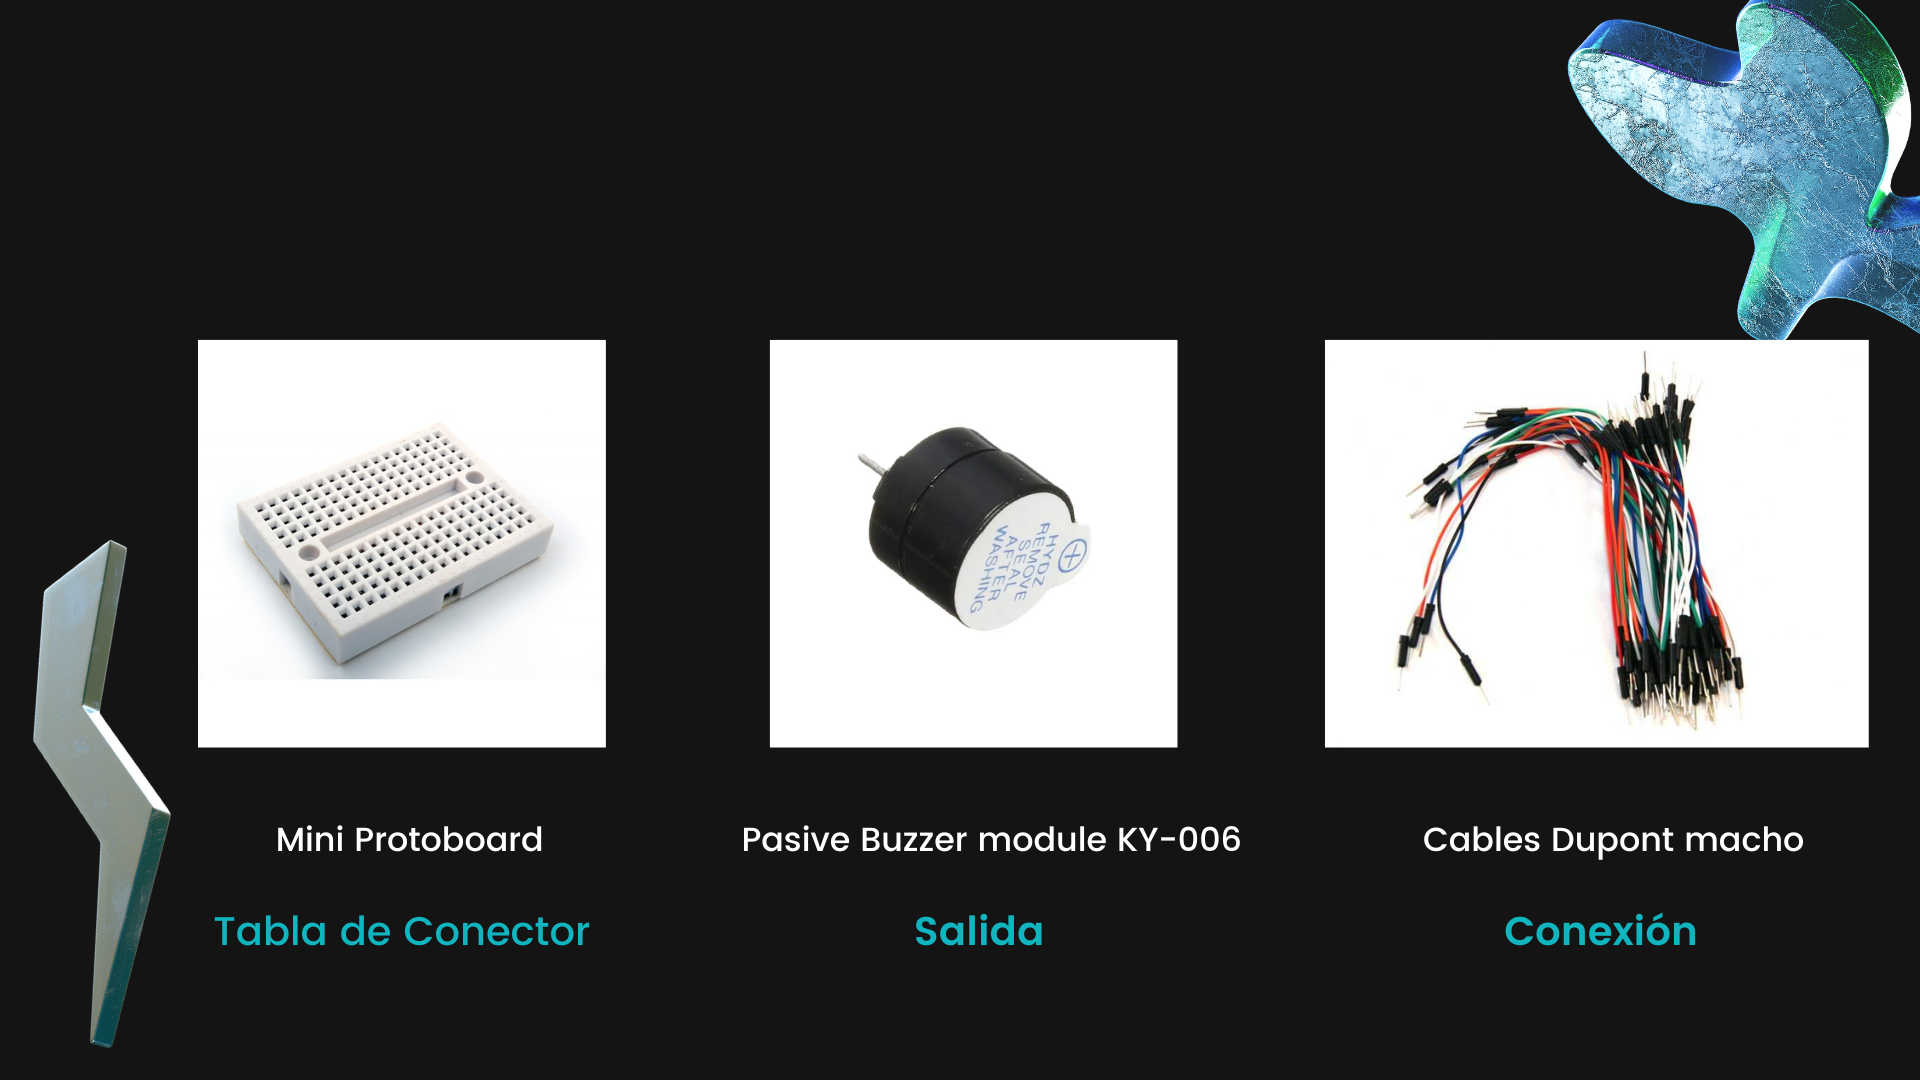 HYDZ
REMOVE
SEAL
AFTER
WASHING
Mini Protoboard
Pasive Buzzer module KY-006
Cables Dupont macho
Tabla de Conector
Salida
Conexión